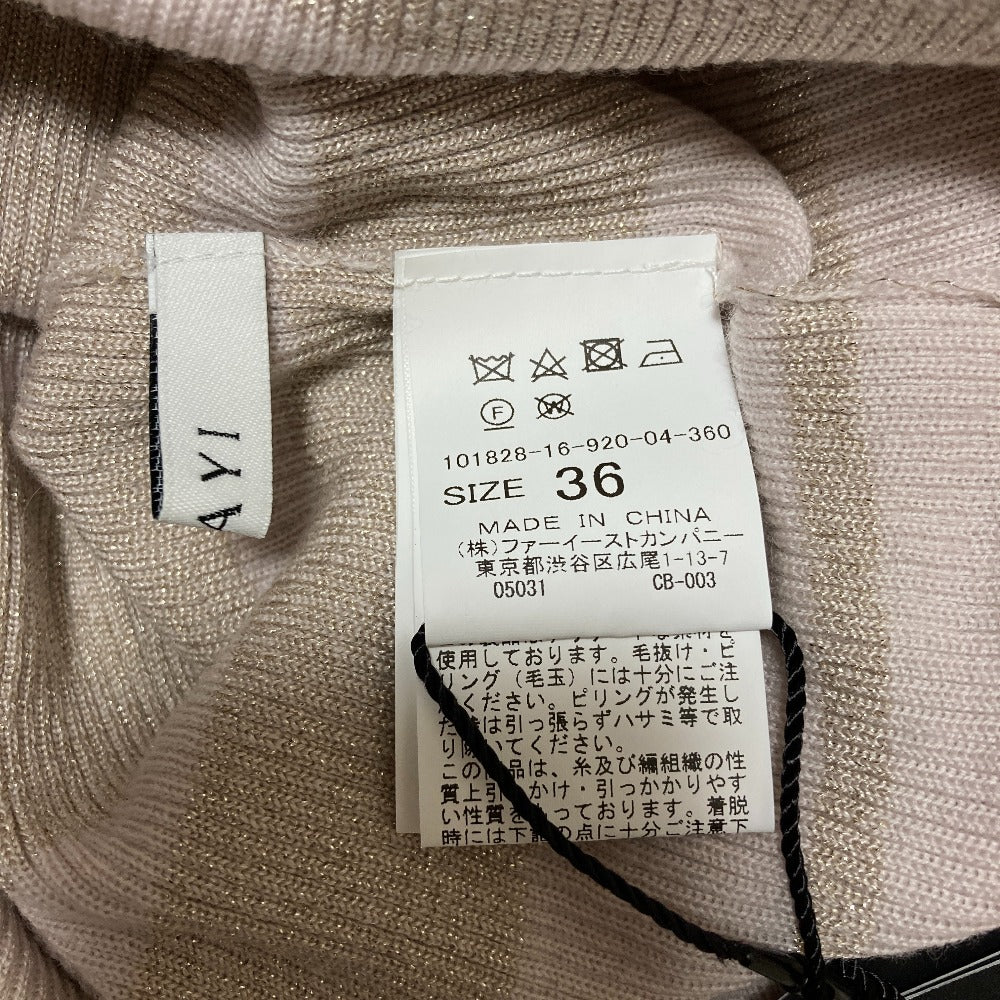 AYI
F
W
101828-16-920-04-360
SIZE 36
MADE IN CHINA
(株)ファーイーストカンパニー
東京都渋谷区広尾1-13-7
05031 CB-003
使用しております。毛抜け・ピ
リング(毛玉)には十分にご注
ください。ピリングが発生し
は引っ張らずハサミ等で取
り除いてください。
この商品は、糸及び編組織の性
質上引っかけ・引っかかりやす
い性質をもっております。着脱
時には下記の点に十分ご注意下